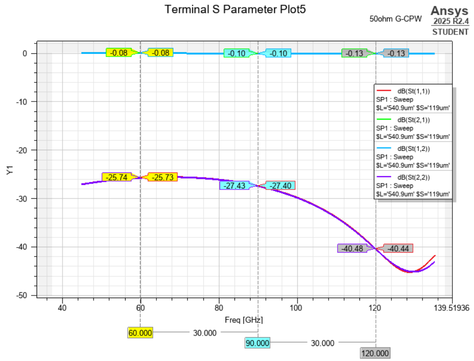 Terminal S Parameter Plot5
50ohm G-CPW
Ansys
2025 R2.4
STUDENT
0
-0.08 -0.08 -0.10 -0.10 -0.13 -0.13
dB(St(1,1))
SP1 : Sweep
$L='540.9um' $S='119um'
dB(St(2,1))
SP1 : Sweep
$L='540.9um' $S='119um'
dB(St(1,2))
SP1 : Sweep
$L='540.9um' $S='119um'
dB(St(2,2))
SP1 : Sweep
$L='540.9um' $S='119um'
-10
-20
Y1
-25.74 -25.73
-27.43 -27.40
-30
-40
-40.48 -40.44
-50
40 60 80 100 120 139.51936
Freq [GHz]
60.000 30.000
90.000 30.000
120.000